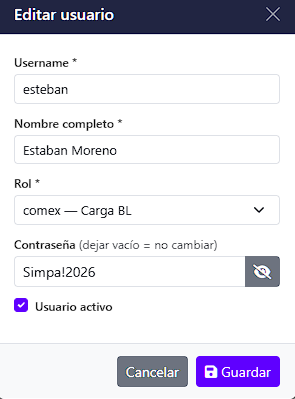 Editar usuario
Username *
esteban
Nombre completo *
Estaban Moreno
Rol *
comex — Carga BL
Contraseña (dejar vacío = no cambiar)
Simpa!2026
Usuario activo
Cancelar
Guardar